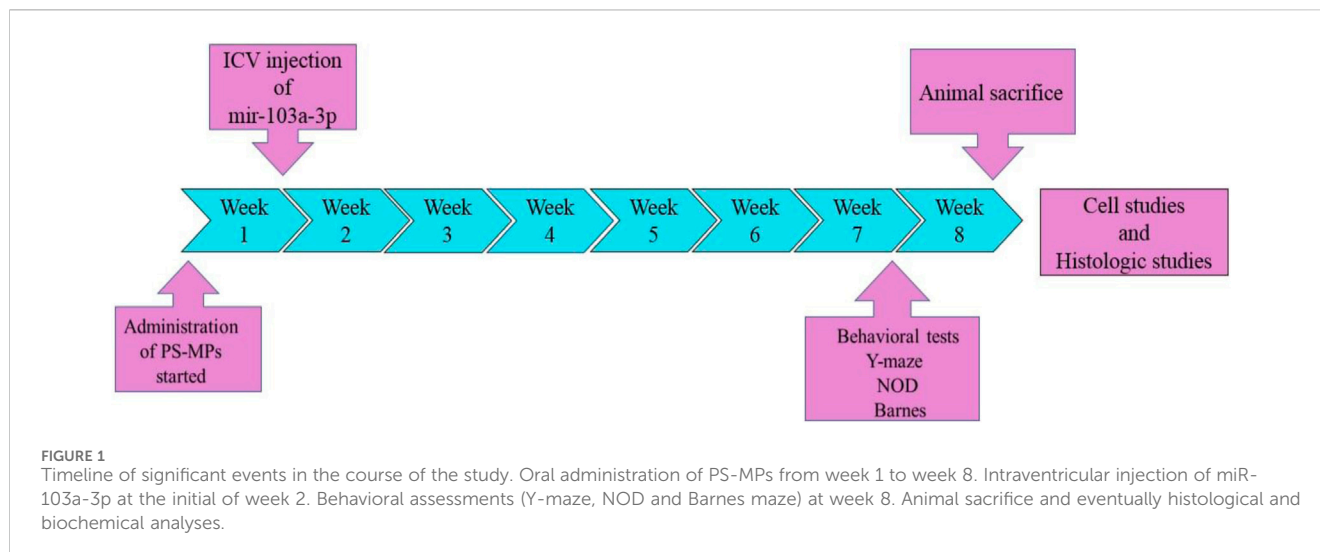 ICV injection
of
mir-103a-3p
Animal sacrifice
Week
1
Week
2
Week
3
Week
4
Week
5
Week
6
Week
7
Week
8
Cell studies
and
Histologic studies
Administration
of PS-MPs
started
Behavioral tests
Y-maze
NOD
Barnes
FIGURE 1
Timeline of significant events in the course of the study. Oral administration of PS-MPs from week 1 to week 8. Intraventricular injection of miR-
103a-3p at the initial of week 2. Behavioral assessments (Y-maze, NOD and Barnes maze) at week 8. Animal sacrifice and eventually histological and
biochemical analyses.